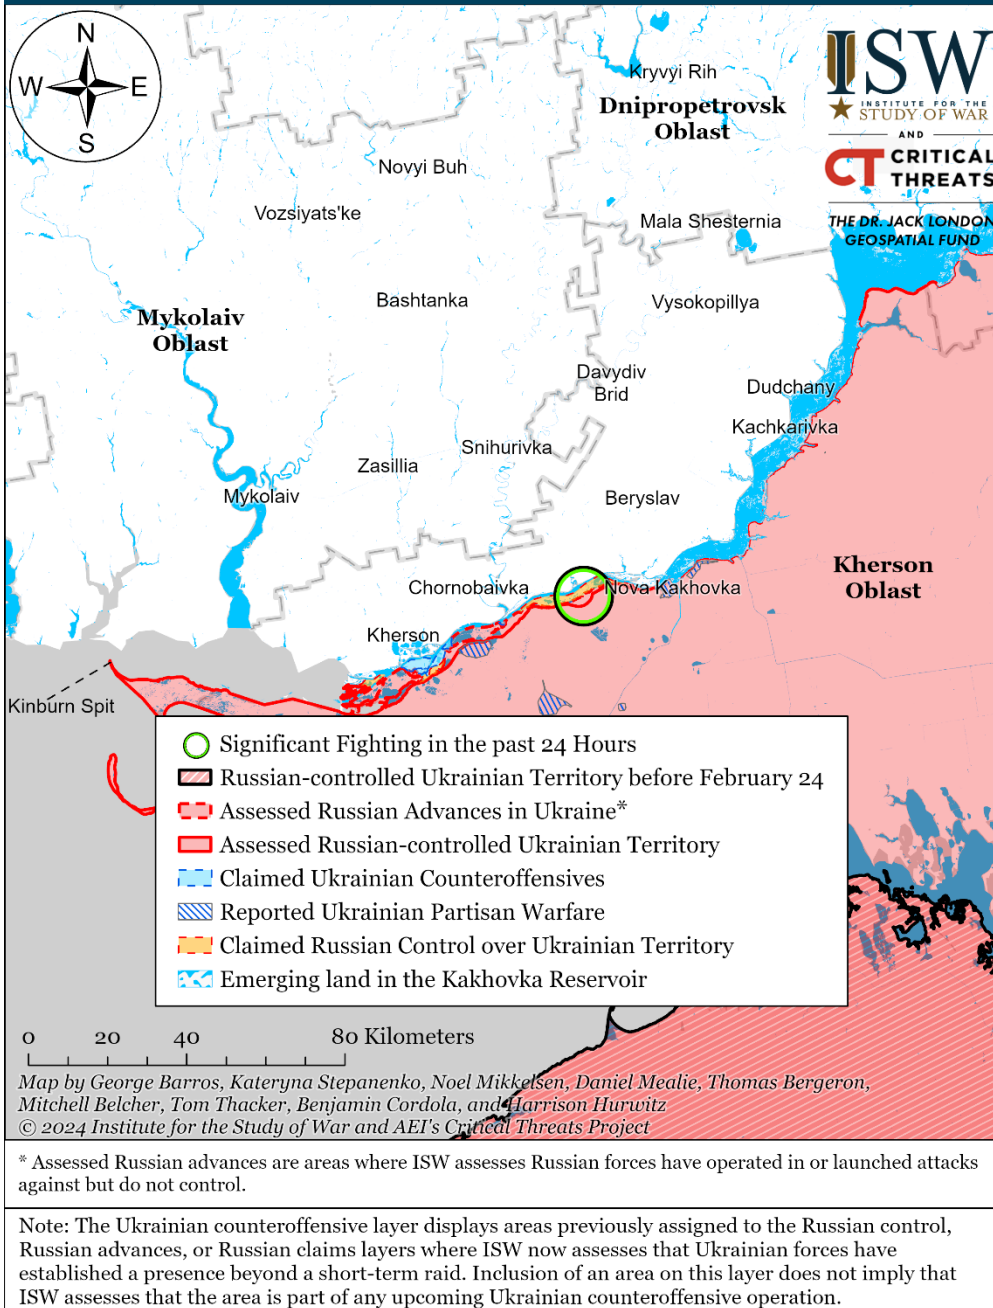 N
W E
S
ISW
INSTITUTE FOR THE
STUDY OF WAR
AND
CT CRITICAL
THREATS
THE DR. JACK LONDON
GEOSPATIAL FUND
Kryvyi Rih
Dnipropetrovsk
Oblast
Novyi Buh
Vozsiyats'ke
Mala Shesternia
Bashtanka
Vysokopillya
Mykolaiv
Oblast
Davydiv
Brid
Dudchany
Kachkarivka
Snihurivka
Zasillia
Mykolaiv
Beryslav
Kherson
Oblast
Chornobaivka
Nova Kakhovka
Kherson
Kinburn Spit
Significant Fighting in the past 24 Hours
Russian-controlled Ukrainian Territory before February 24
Assessed Russian Advances in Ukraine*
Assessed Russian-controlled Ukrainian Territory
Claimed Ukrainian Counteroffensives
Reported Ukrainian Partisan Warfare
Claimed Russian Control over Ukrainian Territory
Emerging land in the Kakhovka Reservoir
0 20 40 80 Kilometers
Map by George Barros, Kateryna Stepanenko, Noel Mikkelsen, Daniel Mealie, Thomas Bergeron,
Mitchell Belcher, Tom Thacker, Benjamin Cordola, and Harrison Hurwitz
© 2024 Institute for the Study of War and AEI's Critical Threats Project
* Assessed Russian advances are areas where ISW assesses Russian forces have operated in or launched attacks
against but do not control.
Note: The Ukrainian counteroffensive layer displays areas previously assigned to the Russian control,
Russian advances, or Russian claims layers where ISW now assesses that Ukrainian forces have
established a presence beyond a short-term raid. Inclusion of an area on this layer does not imply that
ISW assesses that the area is part of any upcoming Ukrainian counteroffensive operation.